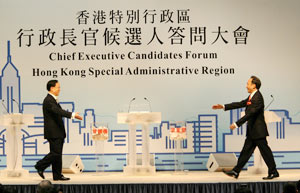 香港特別行政區
行政長官候選人答問大會
Chief Executive Candidates Forum
Hong Kong Special Administrative Region